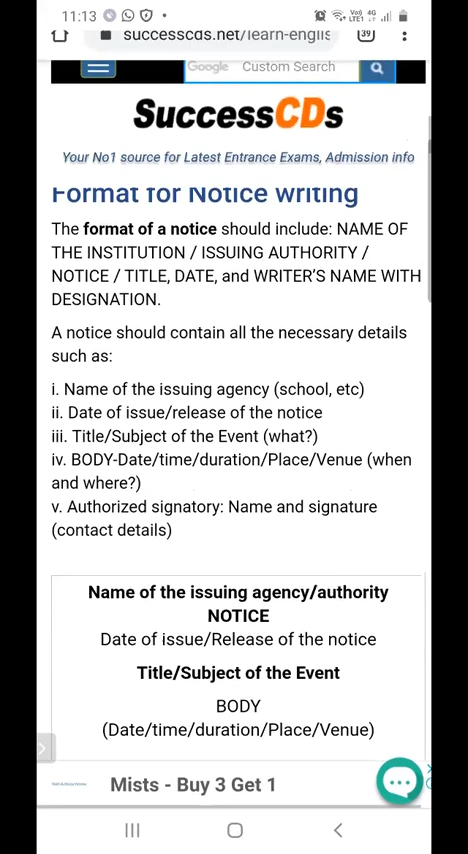 11:13
Vo))
LTE1
4G
successcds.net/learn-englis
39
Google Custom Search
SuccessCDs
Your No1 source for Latest Entrance Exams, Admission info
Format for Notice writing
The format of a notice should include: NAME OF
THE INSTITUTION / ISSUING AUTHORITY /
NOTICE / TITLE, DATE, and WRITER’S NAME WITH
DESIGNATION.
A notice should contain all the necessary details
such as:
i. Name of the issuing agency (school, etc)
ii. Date of issue/release of the notice
iii. Title/Subject of the Event (what?)
iv. BODY-Date/time/duration/Place/Venue (when
and where?)
v. Authorized signatory: Name and signature
(contact details)
Name of the issuing agency/authority
NOTICE
Date of issue/Release of the notice
Title/Subject of the Event
BODY
(Date/time/duration/Place/Venue)
Mists - Buy 3 Get 1